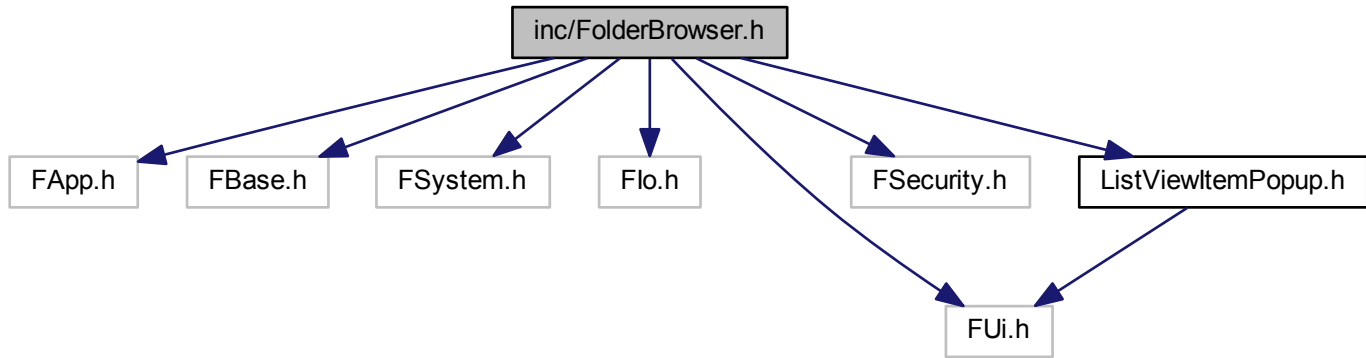 inc/FolderBrowser.h
FApp.h
FBase.h
FSystem.h
FIo.h
FSecurity.h
ListViewItemPopup.h
FUi.h